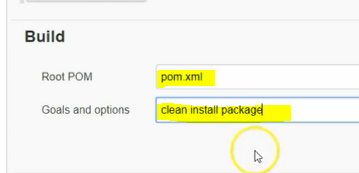 Build
Root POM pom.xml
Goals and options clean install package